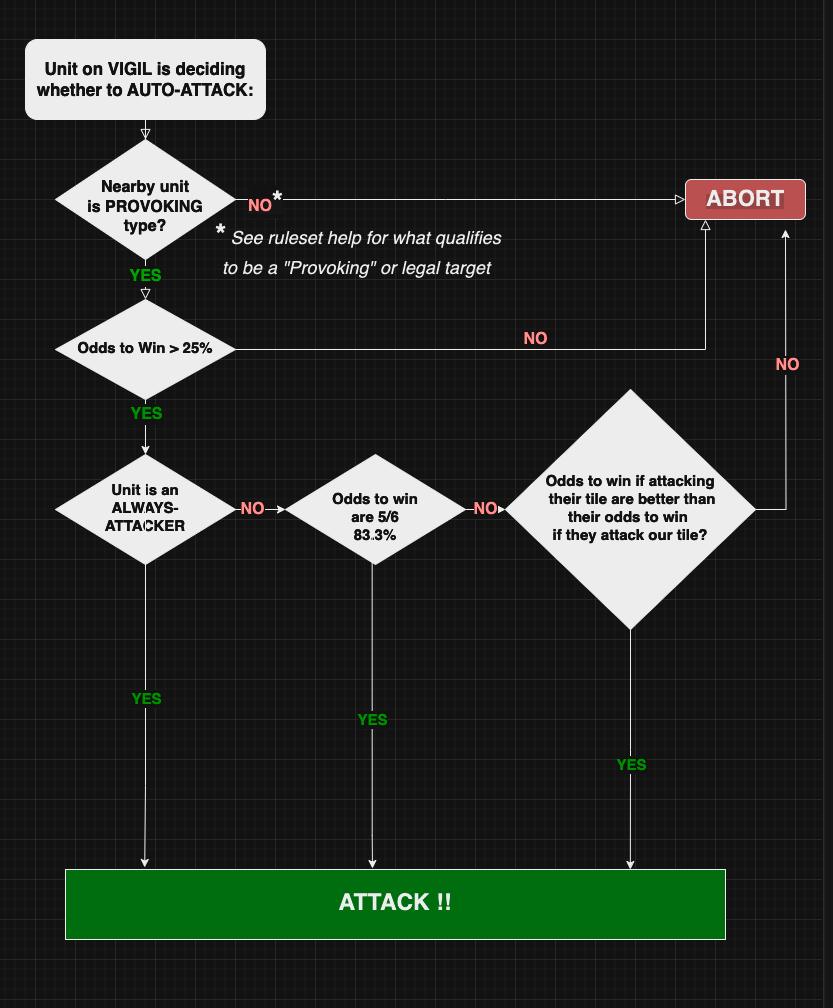 Unit on VIGIL is deciding
whether to AUTO-ATTACK:
Nearby unit
is PROVOKING
type?
NO*
ABORT
* See ruleset help for what qualifies
to be a "Provoking" or legal target
YES
Odds to Win > 25%
NO
NO
YES
Unit is an
ALWAYS-
ATTACKER
NO
Odds to win
are 5/6
83.3%
NO
Odds to win if attacking
their tile are better than
their odds to win
if they attack our tile?
YES
YES
YES
ATTACK !!